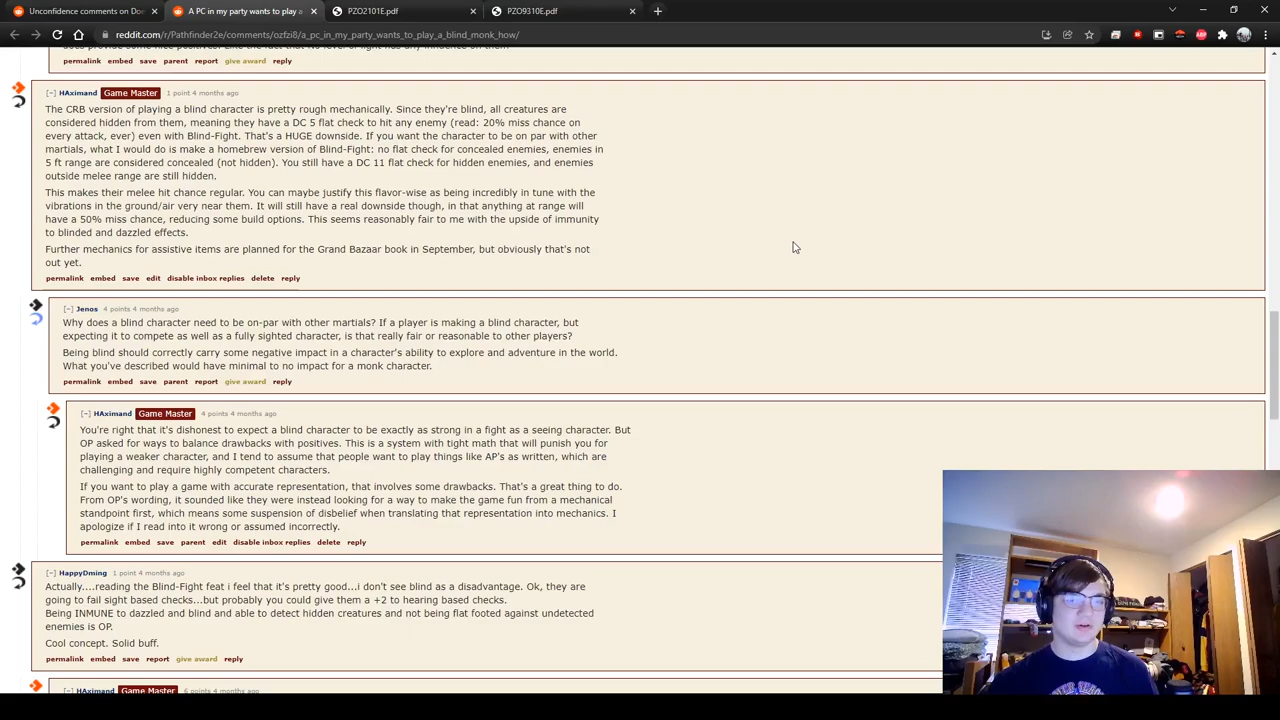 Unconfidence comments on Do
A PC in my party wants to play a
PZO2101E.pdf
PZO9310E.pdf
reddit.com/r/Pathfinder2e/comments/ozfzi8/a_pc_in_my_party_wants_to_play_a_blind_monk_how/
permalink embed save parent report give award reply
[–] HAximand Game Master 1 point 4 months ago
The CRB version of playing a blind character is pretty rough mechanically. Since they're blind, all creatures are
considered hidden from them, meaning they have a DC 5 flat check to hit any enemy (read: 20% miss chance on
every attack, ever) even with Blind-Fight. That's a HUGE downside. If you want the character to be on par with other
martials, what I would do is make a homebrew version of Blind-Fight: no flat check for concealed enemies, enemies in
5 ft range are considered concealed (not hidden). You still have a DC 11 flat check for hidden enemies, and enemies
outside melee range are still hidden.
This makes their melee hit chance regular. You can maybe justify this flavor-wise as being incredibly in tune with the
vibrations in the ground/air very near them. It will still have a real downside though, in that anything at range will
have a 50% miss chance, reducing some build options. This seems reasonably fair to me with the upside of immunity
to blinded and dazzled effects.
Further mechanics for assistive items are planned for the Grand Bazaar book in September, but obviously that's not
out yet.
permalink embed save edit disable inbox replies delete reply
[–] Jenos 4 points 4 months ago
Why does a blind character need to be on-par with other martials? If a player is making a blind character, but
expecting it to compete as well as a fully sighted character, is that really fair or reasonable to other players?
Being blind should correctly carry some negative impact in a character's ability to explore and adventure in the world.
What you've described would have minimal to no impact for a monk character.
permalink embed save parent report give award reply
[–] HAximand Game Master 4 points 4 months ago
You're right that it's dishonest to expect a blind character to be exactly as strong in a fight as a seeing character. But
OP asked for ways to balance drawbacks with positives. This is a system with tight math that will punish you for
playing a weaker character, and I tend to assume that people want to play things like AP's as written, which are
challenging and require highly competent characters.
If you want to play a game with accurate representation, that involves some drawbacks. That's a great thing to do.
From OP's wording, it sounded like they were instead looking for a way to make the game fun from a mechanical
standpoint first, which means some suspension of disbelief when translating that representation into mechanics. I
apologize if I read into it wrong or assumed incorrectly.
permalink embed save parent edit disable inbox replies delete reply
[–] HappyDming 1 point 4 months ago
Actually....reading the Blind-Fight feat i feel that it's pretty good...i don't see blind as a disadvantage. Ok, they are
going to fail sight based checks...but probably you could give them a +2 to hearing based checks.
Being INMUNE to dazzled and blind and able to detect hidden creatures and not being flat footed against undetected
enemies is OP.
Cool concept. Solid buff.
permalink embed save report give award reply
[–] HAximand Game Master 6 points 4 months ago